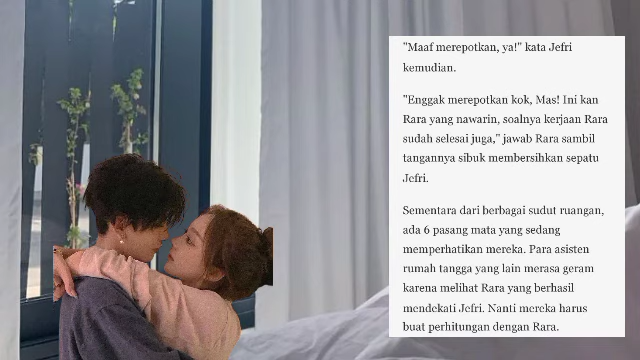 "Maaf merepotkan, ya!" kata Jefri
kemudian.
"Enggak merepotkan kok, Mas! Ini kan
Rara yang nawarin, soalnya kerjaan Rara
sudah selesai juga," jawab Rara sambil
tangannya sibuk membersihkan sepatu
Jefri.
Sementara dari berbagai sudut ruangan,
ada 6 pasang mata yang sedang
memperhatikan mereka. Para asisten
rumah tangga yang lain merasa geram
karena melihat Rara yang berhasil
mendekati Jefri. Nanti mereka harus
buat perhitungan dengan Rara.